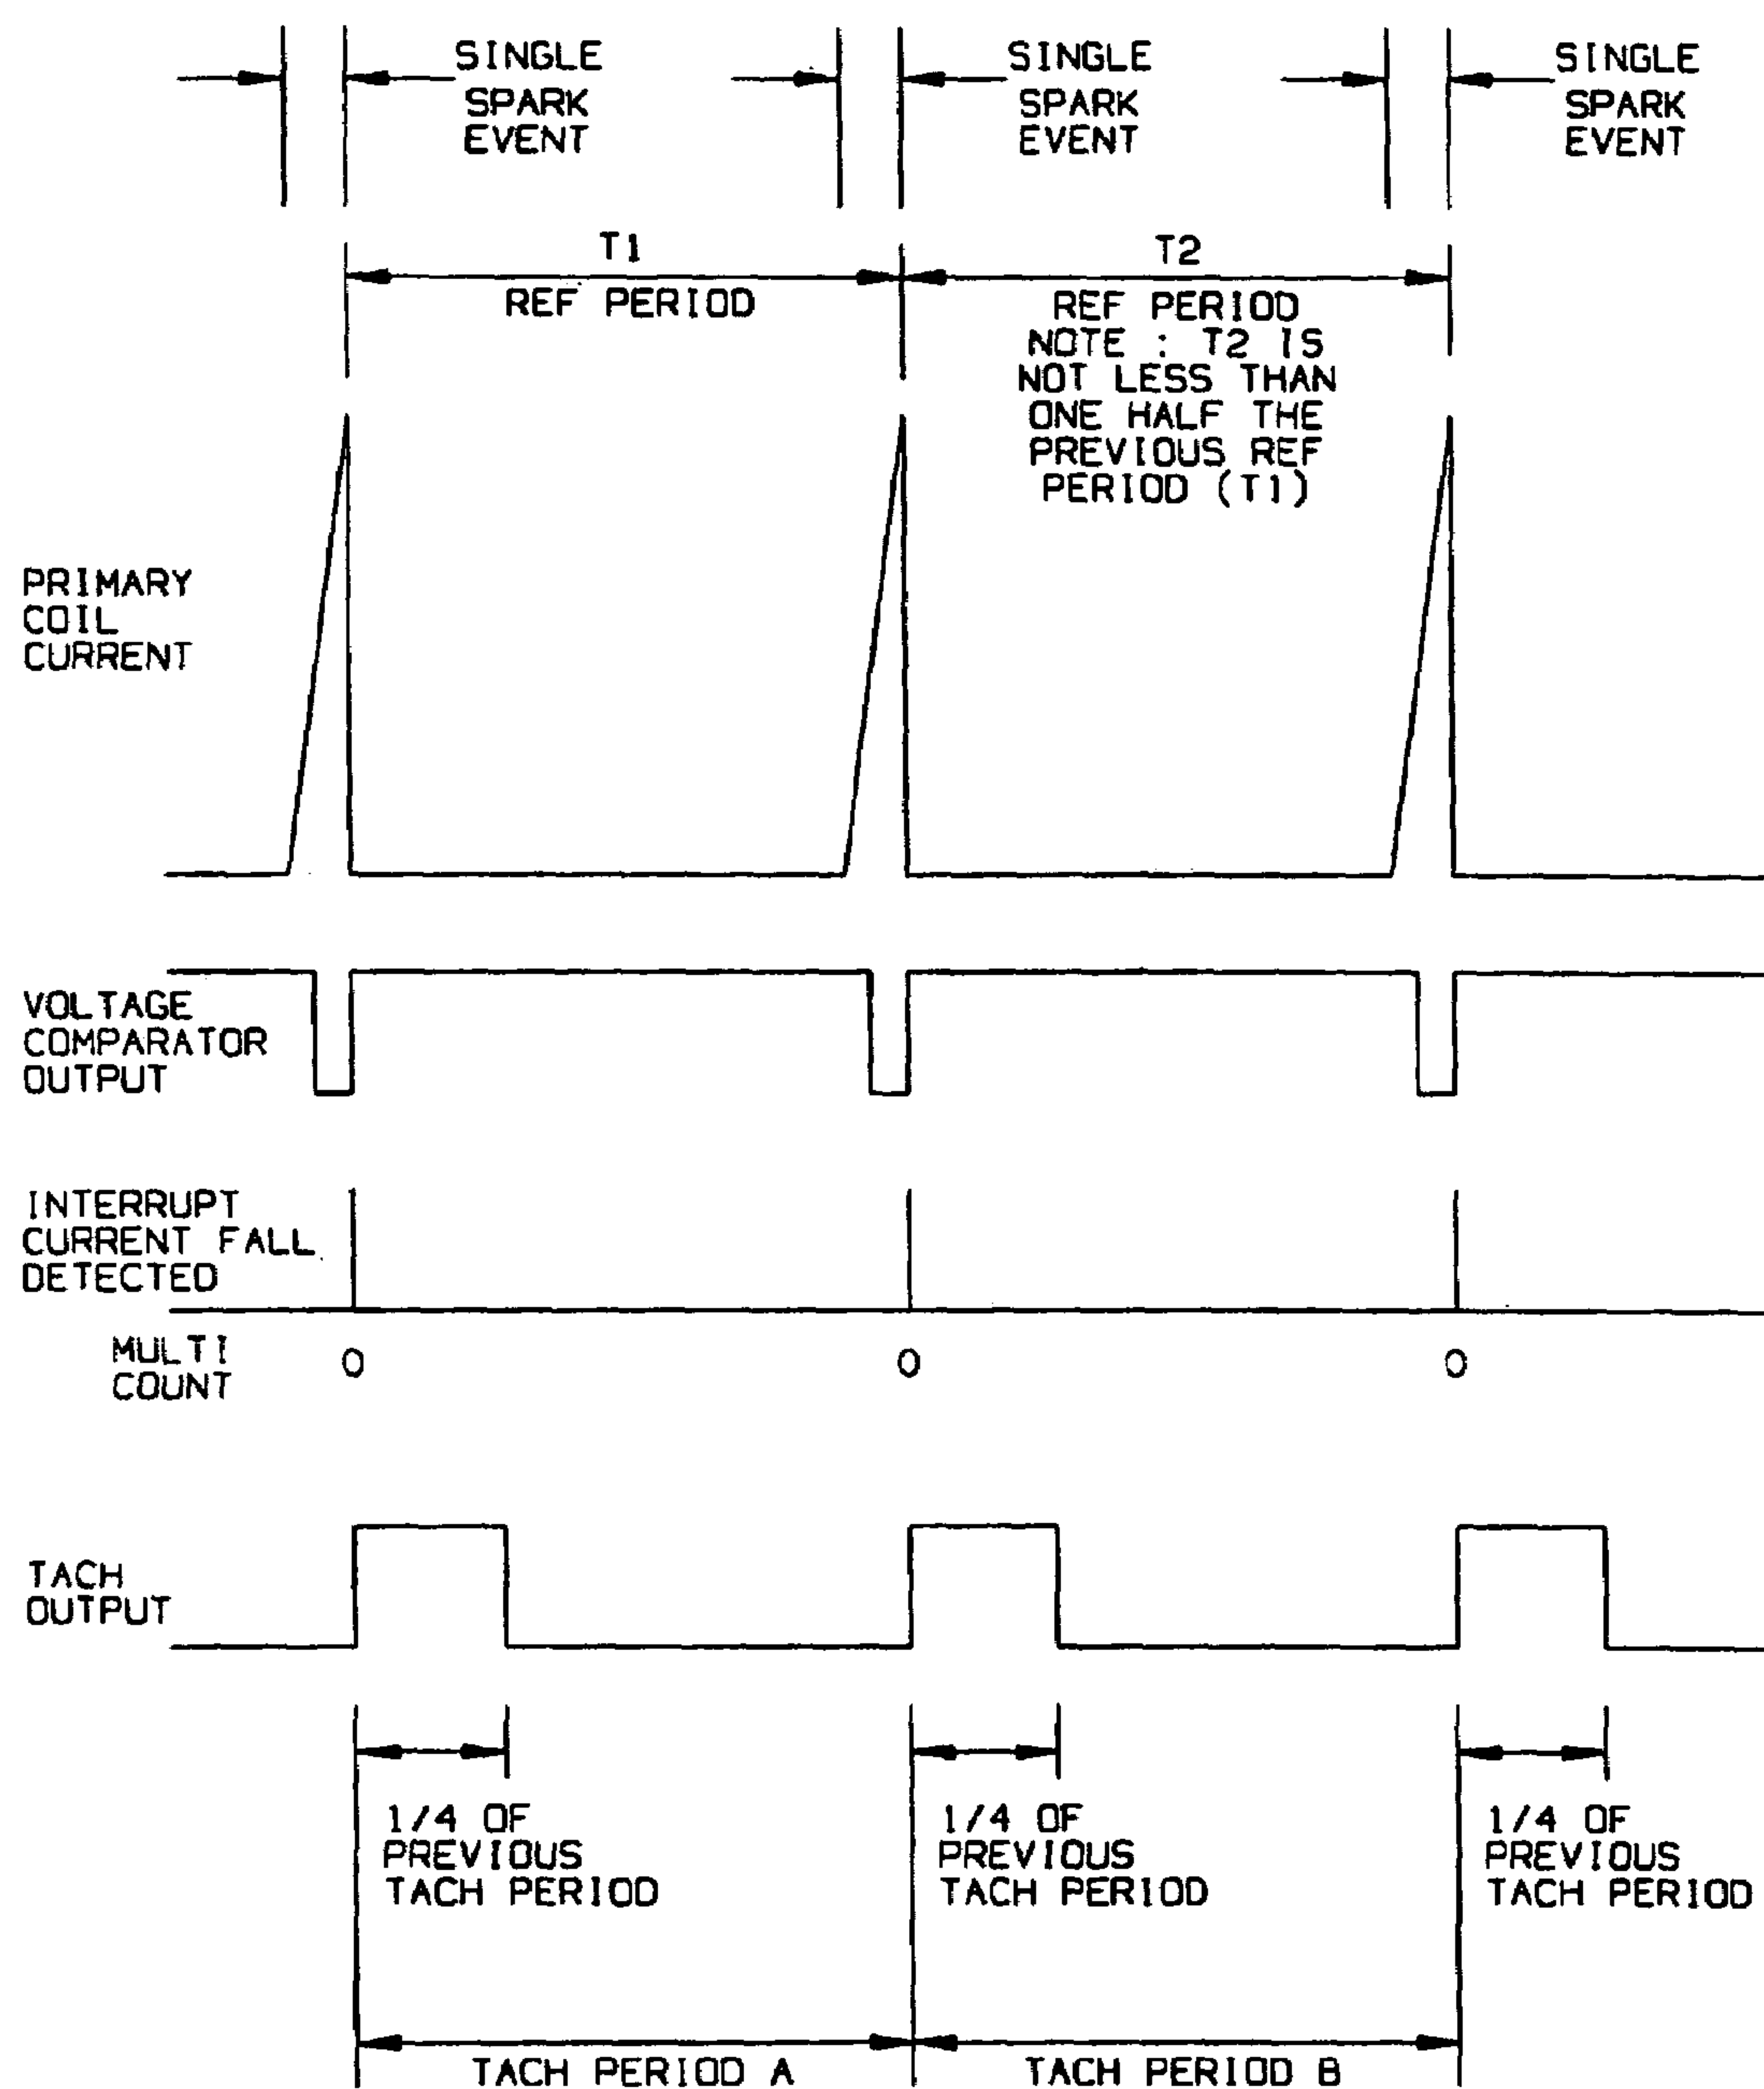 SINGLE
SPARK
EVENT
SINGLE
SPARK
EVENT
SINGLE
SPARK
EVENT
T1
REF PERIOD
T2
REF PERIOD
NOTE : T2 IS
NOT LESS THAN
ONE HALF THE
PREVIOUS REF
PERIOD (T1)
PRIMARY
COIL
CURRENT
VOLTAGE
COMPARATOR
OUTPUT
INTERRUPT
CURRENT FALL
DETECTED
MULTI
COUNT
0
0
0
TACH
OUTPUT
1/4 OF
PREVIOUS
TACH PERIOD
1/4 OF
PREVIOUS
TACH PERIOD
1/4 OF
PREVIOUS
TACH PERIOD
TACH PERIOD A
TACH PERIOD B